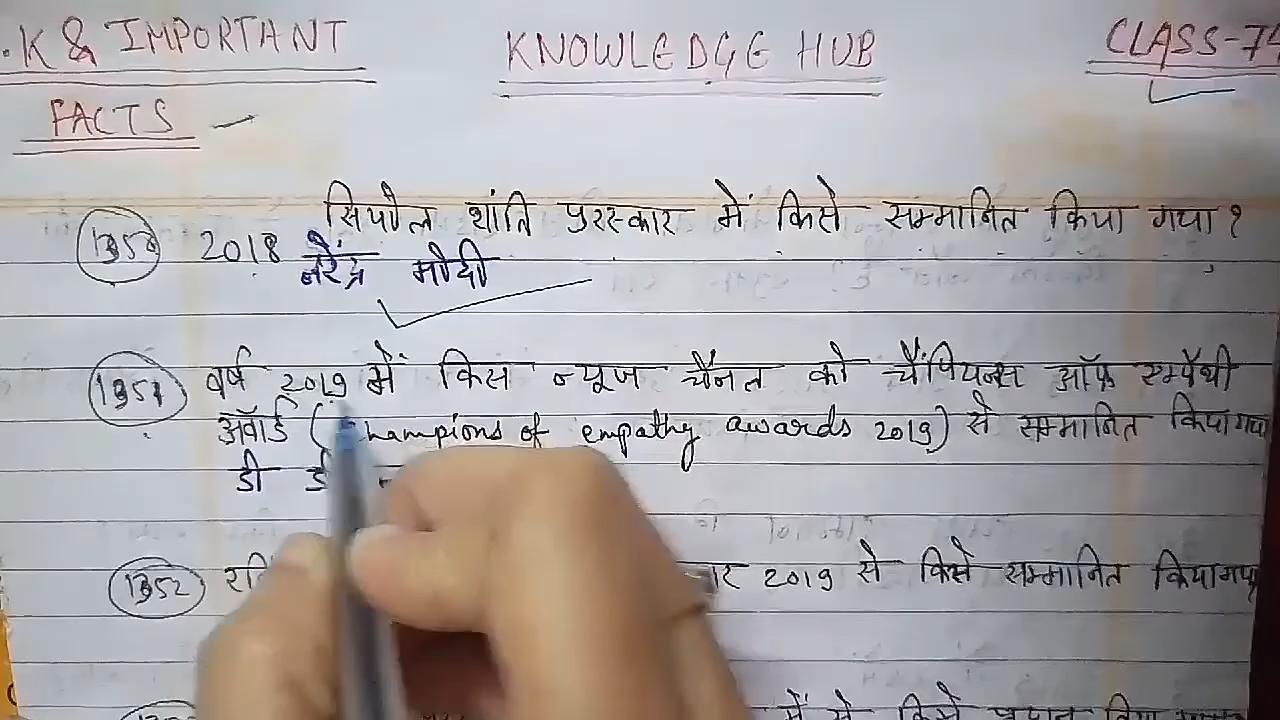 .K & IMPORTANT KNOWLEDGE HUB CLASS-74
FACTS
सियोल शांति पुरस्कार में किसे सम्मानित किया गया ?
1350 2018 नरेंद्र मोदी
1351 वर्ष 2019 में किस न्यूज चैनल को चैंपियन्स ऑफ एम्पैथी
अवॉर्ड (Champions of empathy awards 2019) से सम्मानित किया गया
डी डी
1352 2019 से किसे सम्मानित किया गया
में से किसे प्रदान किया